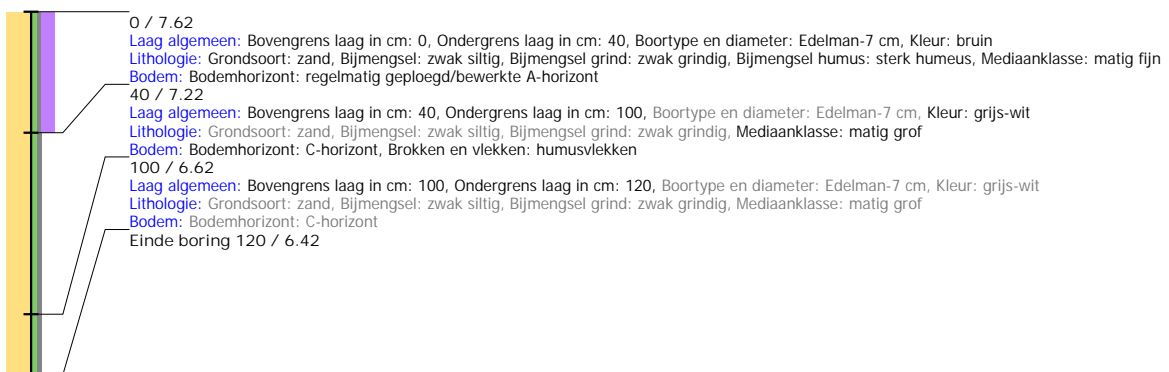 0 / 7.62
Laag algemeen: Bovengrens laag in cm: 0, Ondergrens laag in cm: 40, Boortype en diameter: Edelman-7 cm, Kleur: bruin
Lithologie: Grondsoort: zand, Bijmengsel: zwak siltig, Bijmengsel grind: zwak grindig, Bijmengsel humus: sterk humeus, Mediaanklasse: matig fijn
Bodem: Bodemhorizont: regelmatig geploegd/bewerkte A-horizont
40 / 7.22
Laag algemeen: Bovengrens laag in cm: 40, Ondergrens laag in cm: 100, Boortype en diameter: Edelman-7 cm, Kleur: grijs-wit
Lithologie: Grondsoort: zand, Bijmengsel: zwak siltig, Bijmengsel grind: zwak grindig, Mediaanklasse: matig grof
Bodem: Bodemhorizont: C-horizont, Brokken en vlekken: humusvlekken
100 / 6.62
Laag algemeen: Bovengrens laag in cm: 100, Ondergrens laag in cm: 120, Boortype en diameter: Edelman-7 cm, Kleur: grijs-wit
Lithologie: Grondsoort: zand, Bijmengsel: zwak siltig, Bijmengsel grind: zwak grindig, Mediaanklasse: matig grof
Bodem: Bodemhorizont: C-horizont
Einde boring 120 / 6.42